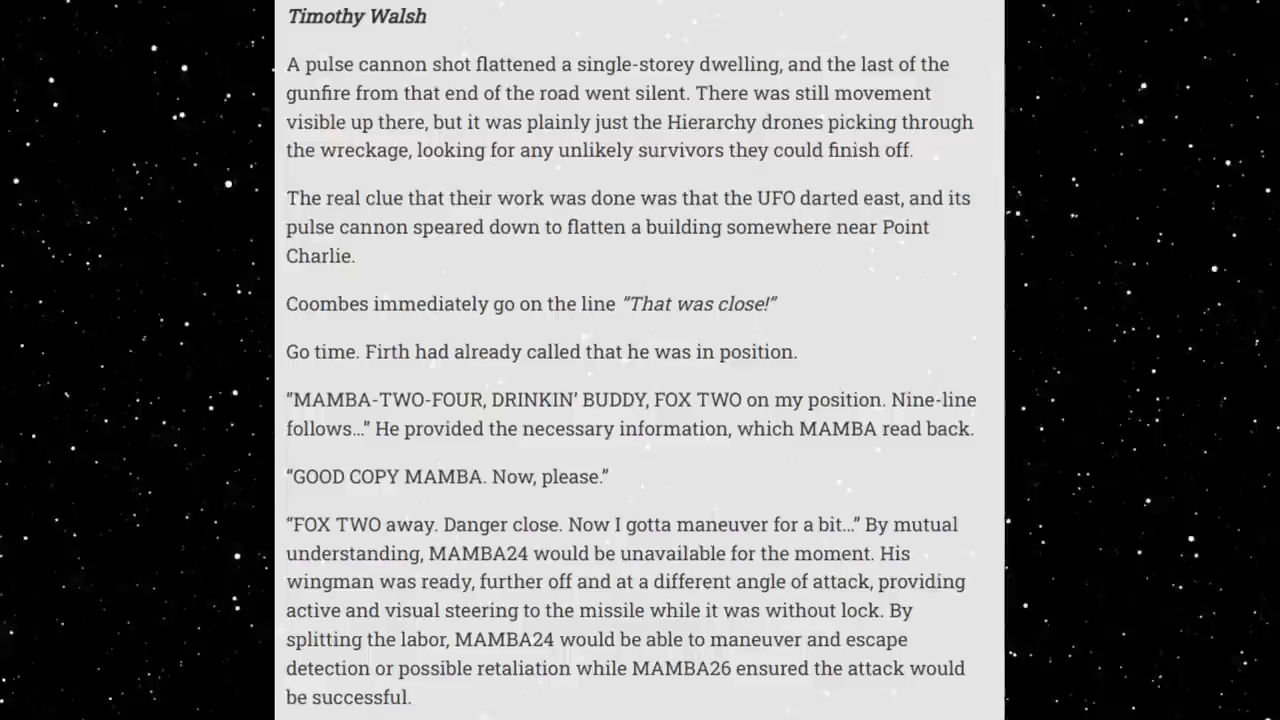 Timothy Walsh
A pulse cannon shot flattened a single-storey dwelling, and the last of the
gunfire from that end of the road went silent. There was still movement
visible up there, but it was plainly just the Hierarchy drones picking through
the wreckage, looking for any unlikely survivors they could finish off.
The real clue that their work was done was that the UFO darted east, and its
pulse cannon speared down to flatten a building somewhere near Point
Charlie.
Coombes immediately go on the line “That was close!”
Go time. Firth had already called that he was in position.
“MAMBA-TWO-FOUR, DRINKIN’ BUDDY, FOX TWO on my position. Nine-line
follows…” He provided the necessary information, which MAMBA read back.
“GOOD COPY MAMBA. Now, please.”
“FOX TWO away. Danger close. Now I gotta maneuver for a bit…” By mutual
understanding, MAMBA24 would be unavailable for the moment. His
wingman was ready, further off and at a different angle of attack, providing
active and visual steering to the missile while it was without lock. By
splitting the labor, MAMBA24 would be able to maneuver and escape
detection or possible retaliation while MAMBA26 ensured the attack would
be successful.